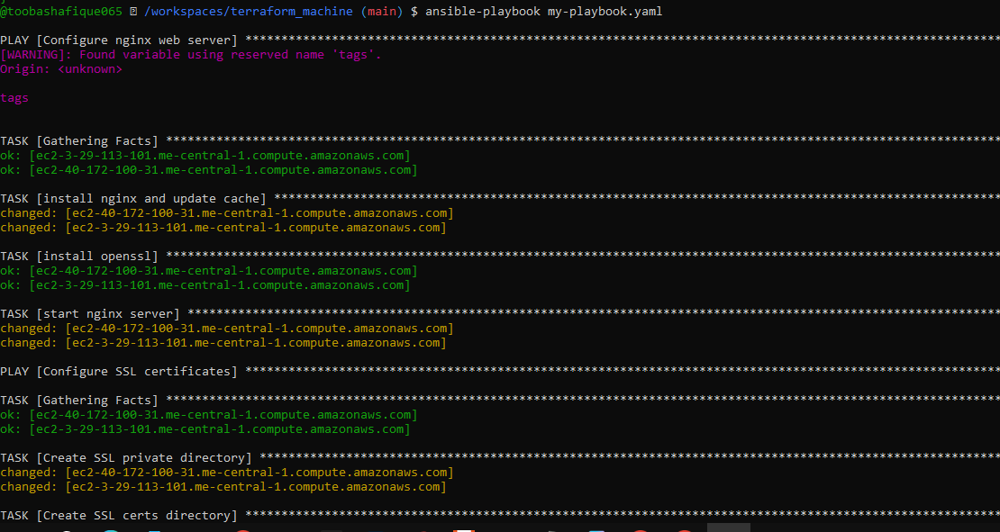 @toobashafique065 /workspaces/terraform_machine (main) $ ansible-playbook my-playbook.yaml
PLAY [Configure nginx web server] ********************************************************************************************************
[WARNING]: Found variable using reserved name 'tags'.
Origin: <unknown>
tags
TASK [Gathering Facts] *******************************************************************************************************************
ok: [ec2-3-29-113-101.me-central-1.compute.amazonaws.com]
ok: [ec2-40-172-100-31.me-central-1.compute.amazonaws.com]
TASK [install nginx and update cache] ****************************************************************************************************
changed: [ec2-40-172-100-31.me-central-1.compute.amazonaws.com]
changed: [ec2-3-29-113-101.me-central-1.compute.amazonaws.com]
TASK [install openssl] *******************************************************************************************************************
ok: [ec2-40-172-100-31.me-central-1.compute.amazonaws.com]
ok: [ec2-3-29-113-101.me-central-1.compute.amazonaws.com]
TASK [start nginx server] ****************************************************************************************************************
changed: [ec2-40-172-100-31.me-central-1.compute.amazonaws.com]
changed: [ec2-3-29-113-101.me-central-1.compute.amazonaws.com]
PLAY [Configure SSL certificates] ********************************************************************************************************
TASK [Gathering Facts] *******************************************************************************************************************
ok: [ec2-40-172-100-31.me-central-1.compute.amazonaws.com]
ok: [ec2-3-29-113-101.me-central-1.compute.amazonaws.com]
TASK [Create SSL private directory] ******************************************************************************************************
changed: [ec2-40-172-100-31.me-central-1.compute.amazonaws.com]
changed: [ec2-3-29-113-101.me-central-1.compute.amazonaws.com]
TASK [Create SSL certs directory] ********************************************************************************************************